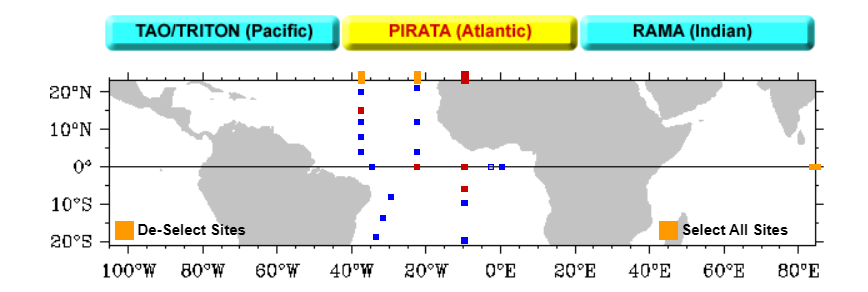 TAO/TRITON (Pacific) PIRATA (Atlantic) RAMA (Indian)
20°N
10°N
0°
10°S
20°S
De-Select Sites Select All Sites
100°W 80°W 60°W 40°W 20°W 0°E 20°E 40°E 60°E 80°E